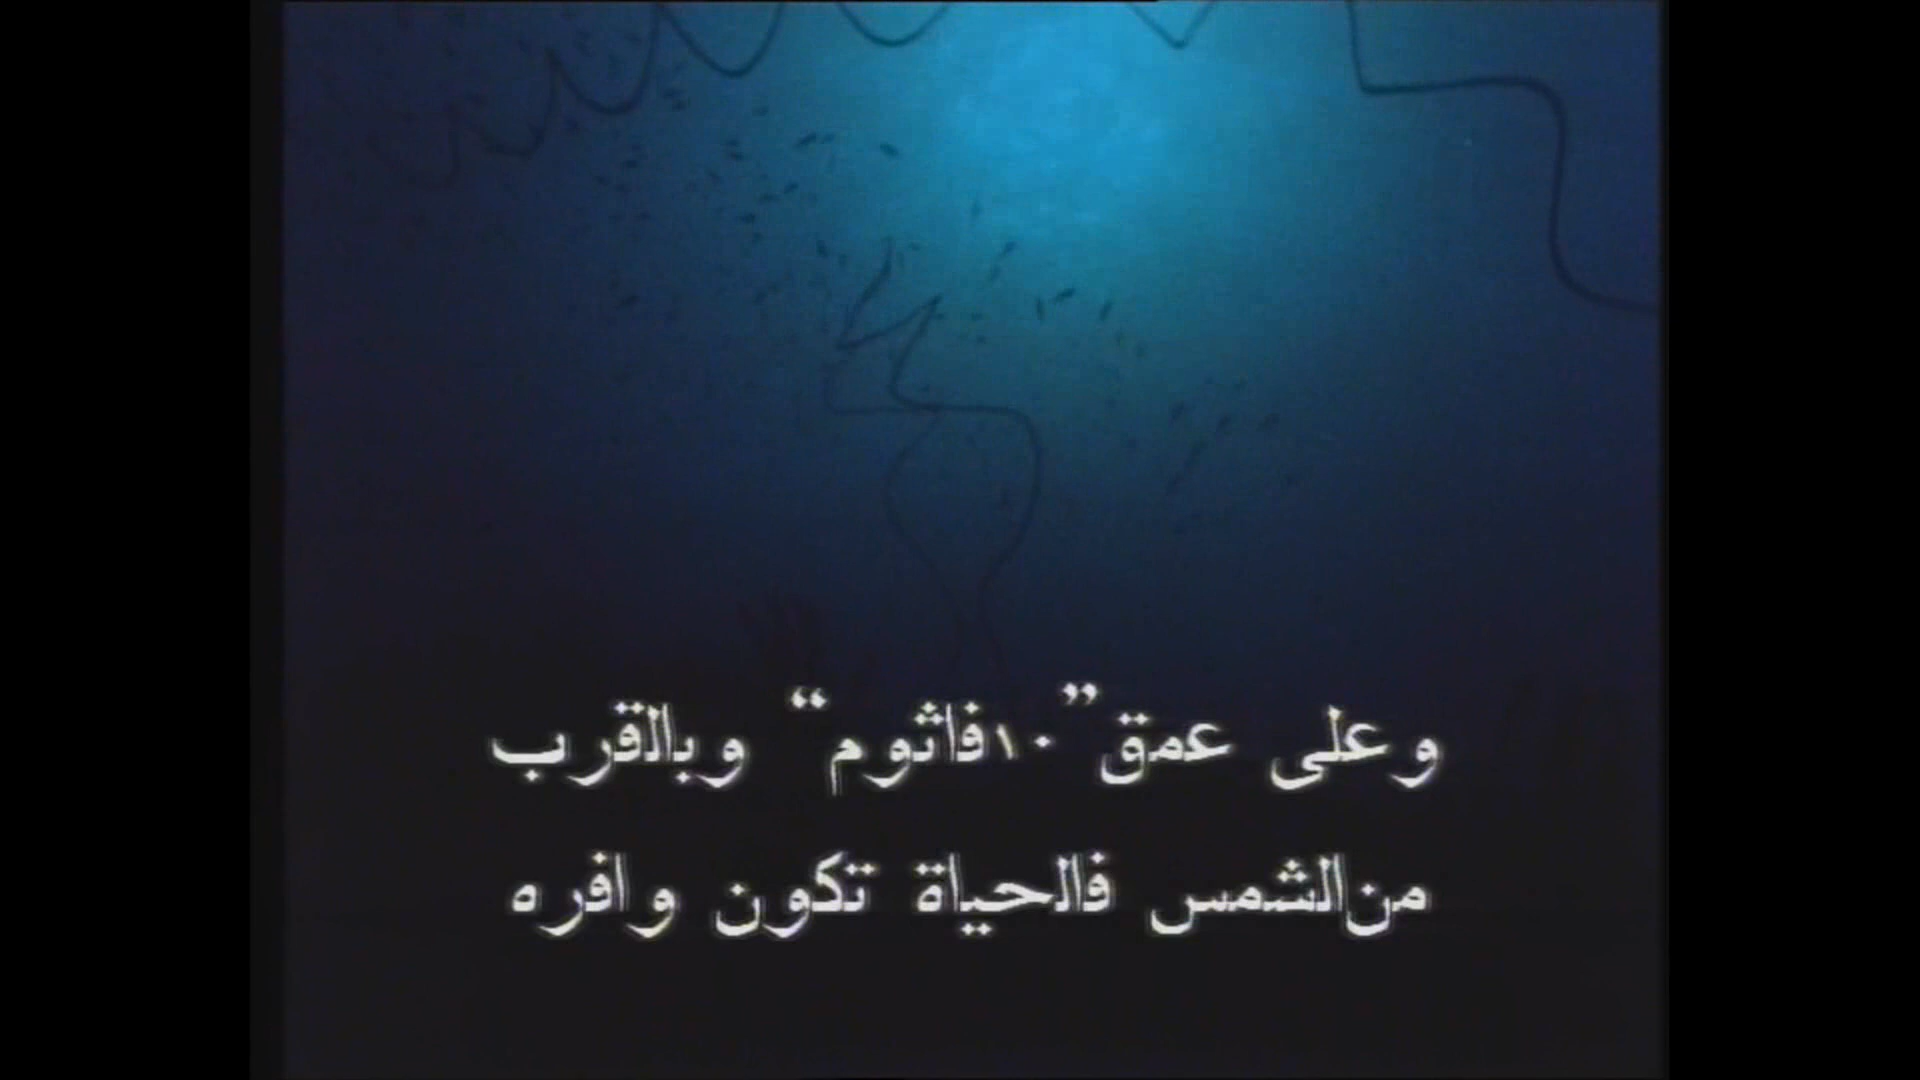 وعلى عمق ”١٠فاثوم“ وبالقرب
من الشمس فالحياة تكون وافره